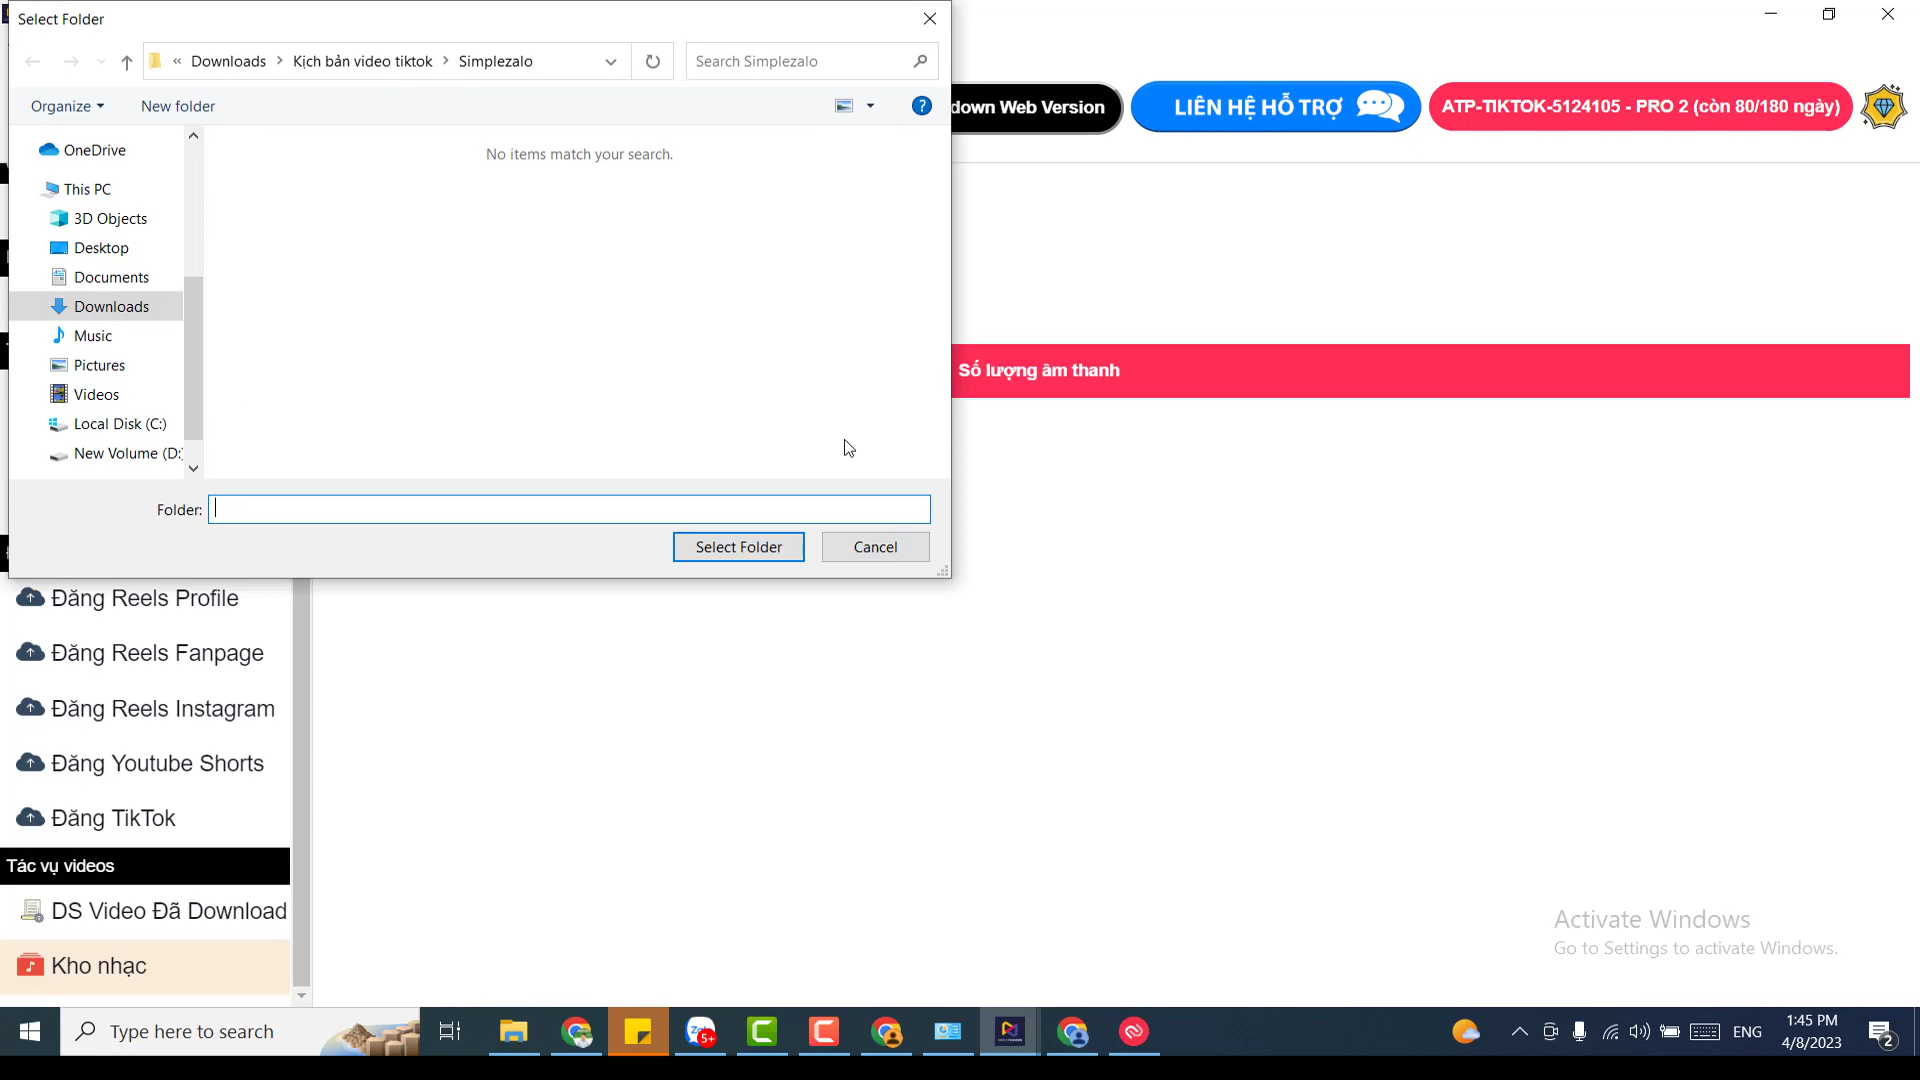 Select Folder
« Downloads > Kịch bản video tiktok > Simplezalo
Search Simplezalo
Organize
New folder
down Web Version
LIÊN HỆ HỖ TRỢ
ATP-TIKTOK-5124105 - PRO 2 (còn 80/180 ngày)
OneDrive
No items match your search.
This PC
3D Objects
Desktop
Documents
Downloads
Music
Pictures
Videos
Local Disk (C:)
New Volume (D:
Số lượng âm thanh
Folder:
Select Folder
Cancel
Đăng Reels Profile
Đăng Reels Fanpage
Đăng Reels Instagram
Đăng Youtube Shorts
Đăng TikTok
Tác vụ videos
DS Video Đã Download
Kho nhạc
Activate Windows
Go to Settings to activate Windows.
Type here to search
5+
ENG
1:45 PM
4/8/2023
2